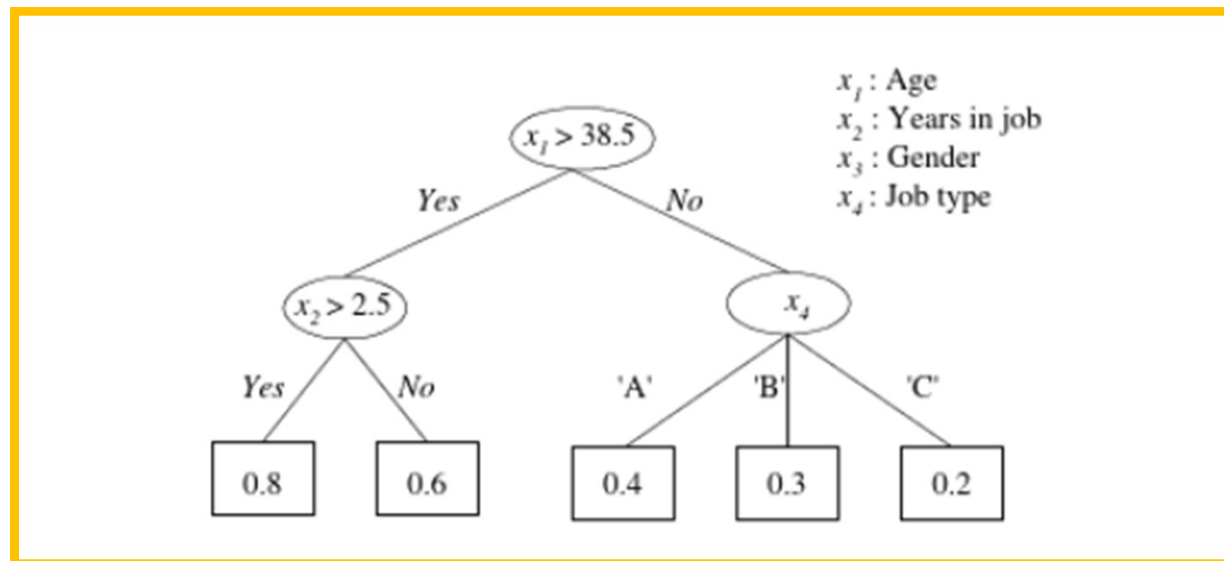 x1 : Age
x2 : Years in job
x3 : Gender
x4 : Job type
x1 > 38.5
Yes
No
x2 > 2.5
x4
Yes
No
'A'
'B'
'C'
0.8
0.6
0.4
0.3
0.2